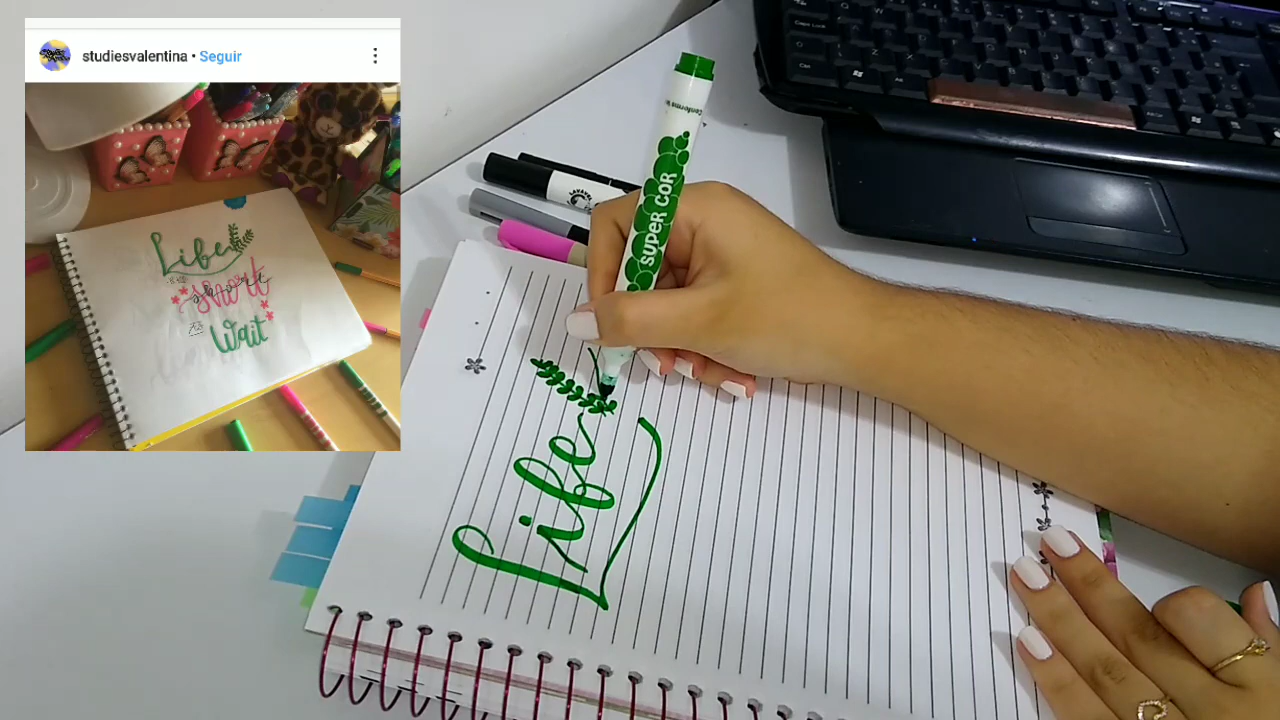 studiesvalentina • Seguir
Life
short
Wait
SUPER COR
Life